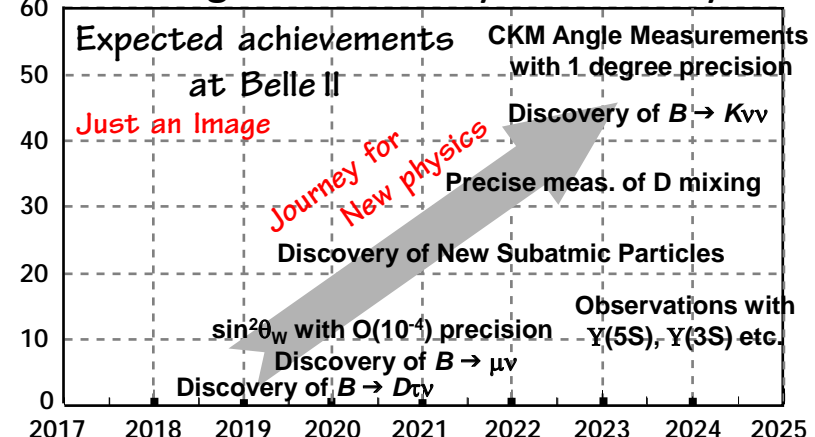 60
Expected achievements
at Belle II
Just an Image
CKM Angle Measurements
with 1 degree precision
50
Discovery of B → Kνν
40
Journey for
New physics
Precise meas. of D mixing
30
Discovery of New Subatmic Particles
20
Observations with
ϒ(5S), ϒ(3S) etc.
sin²θ_W with O(10⁻⁴) precision
10
Discovery of B → μν
Discovery of B → Dτν
0
2017 2018 2019 2020 2021 2022 2023 2024 2025